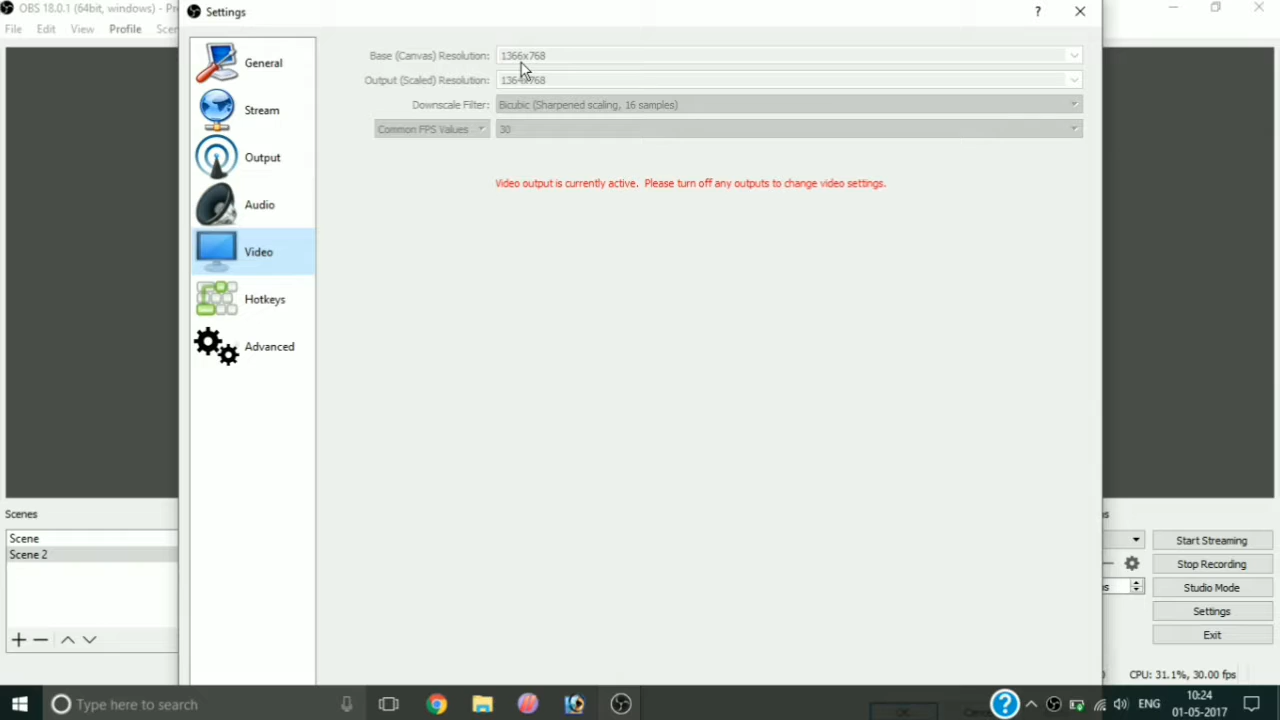 OBS 18.0.1 (64bit, windows) - Pr
Settings
?
File Edit View Profile Scen
General
Stream
Output
Audio
Video
Hotkeys
Advanced
Base (Canvas) Resolution: 1366x768
Output (Scaled) Resolution: 1364x768
Downscale Filter: Bicubic (Sharpened scaling, 16 samples)
Common FPS Values 30
Video output is currently active. Please turn off any outputs to change video settings.
Scenes
Scene
Scene 2
Start Streaming
Stop Recording
Studio Mode
Settings
Exit
CPU: 31.1%, 30.00 fps
Type here to search
ENG
10:24
01-05-2017